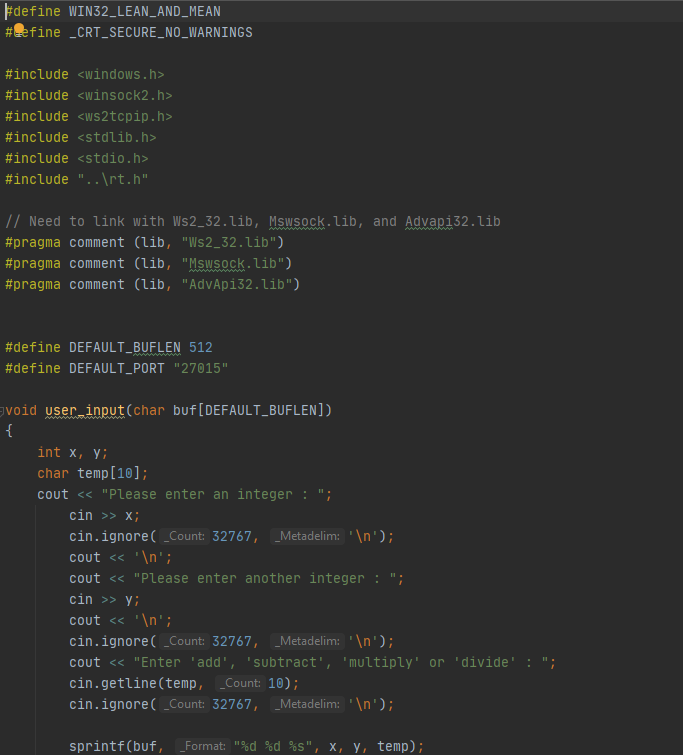 #define WIN32_LEAN_AND_MEAN
#define _CRT_SECURE_NO_WARNINGS
#include <windows.h>
#include <winsock2.h>
#include <ws2tcpip.h>
#include <stdlib.h>
#include <stdio.h>
#include "..\rt.h"
// Need to link with Ws2_32.lib, Mswsock.lib, and Advapi32.lib
#pragma comment (lib, "Ws2_32.lib")
#pragma comment (lib, "Mswsock.lib")
#pragma comment (lib, "AdvApi32.lib")
#define DEFAULT_BUFLEN 512
#define DEFAULT_PORT "27015"
void user_input(char buf[DEFAULT_BUFLEN])
{
int x, y;
char temp[10];
cout << "Please enter an integer : ";
cin >> x;
cin.ignore(_Count: 32767, _Metadelim: '\n');
cout << '\n';
cout << "Please enter another integer : ";
cin >> y;
cout << '\n';
cin.ignore(_Count: 32767, _Metadelim: '\n');
cout << "Enter 'add', 'subtract', 'multiply' or 'divide' : ";
cin.getline(temp, _Count: 10);
cin.ignore(_Count: 32767, _Metadelim: '\n');
sprintf(buf, _Format: "%d %d %s", x, y, temp);